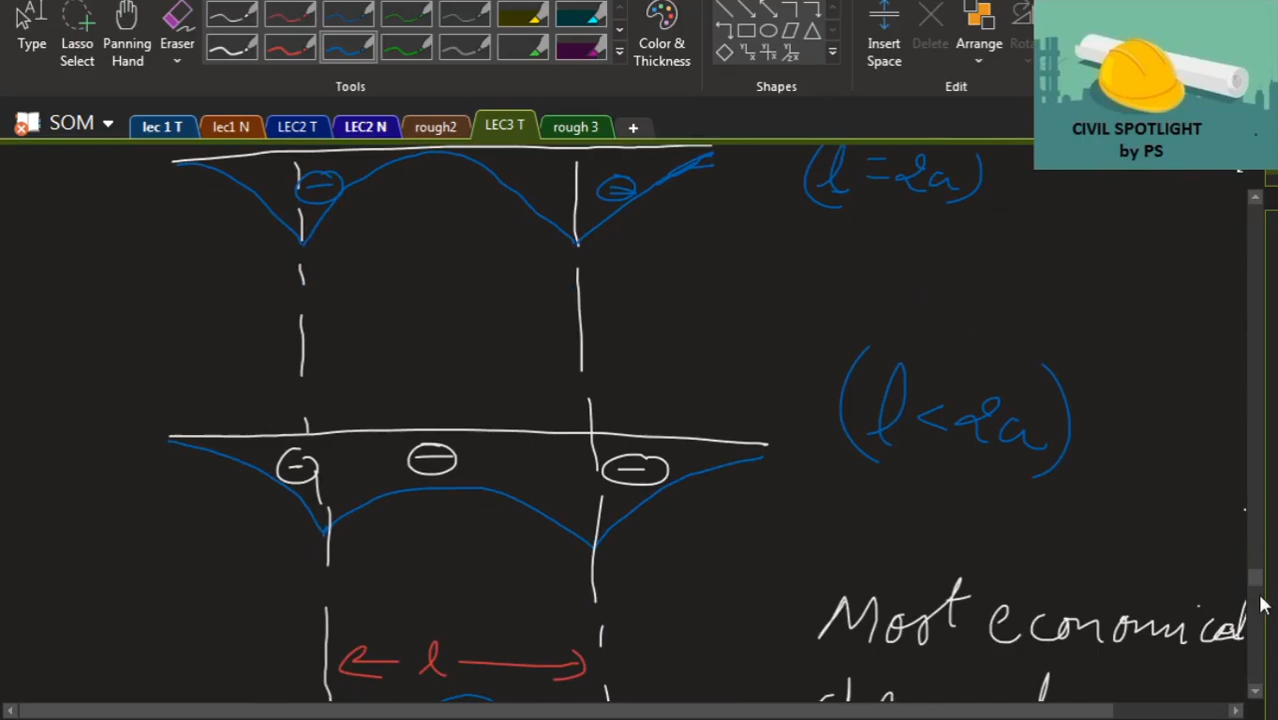 Type
Lasso Select
Panning Hand
Eraser
Color & Thickness
Insert Space
Delete
Arrange
Tools
Shapes
Edit
CIVIL SPOTLIGHT
by PS
SOM
lec 1 T
lec1 N
LEC2 T
LEC2 N
rough2
LEC3 T
rough 3
(l = 2a)
(l < 2a)
Most economical
l